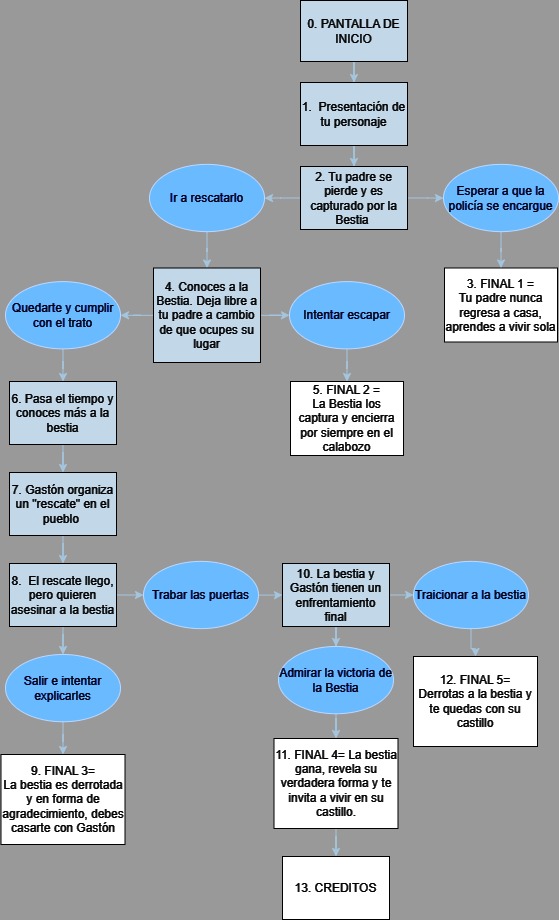 0. PANTALLA DE
INICIO
1.  Presentación de
tu personaje
2. Tu padre se
pierde y es
capturado por la
Bestia
Ir a rescatarlo
Esperar a que la
policía se encargue
3. FINAL 1 =
Tu padre nunca
regresa a casa,
aprendes a vivir sola
4. Conoces a la
Bestia. Deja libre a
tu padre a cambio
de que ocupes su
lugar
Quedarte y cumplir
con el trato
Intentar escapar
5. FINAL 2 =
La Bestia los
captura y encierra
por siempre en el
calabozo
6. Pasa el tiempo y
conoces más a la
bestia
7. Gastón organiza
un "rescate" en el
pueblo
8.  El rescate llego,
pero quieren
asesinar a la bestia
Trabar las puertas
10. La bestia y
Gastón tienen un
enfrentamiento
final
Traicionar a la bestia
Salir e intentar
explicarles
Admirar la victoria de
la Bestia
12. FINAL 5=
Derrotas a la bestia y
te quedas con su
castillo
9. FINAL 3=
La bestia es derrotada
y en forma de
agradecimiento, debes
casarte con Gastón
11. FINAL 4= La bestia
gana, revela su
verdadera forma y te
invita a vivir en su
castillo.
13. CREDITOS